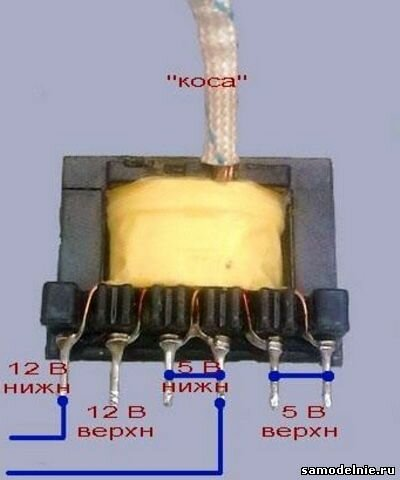 "коса"
12 В
нижн
12 В
верхн
5 В
нижн
5 В
верхн
samodelnie.ru